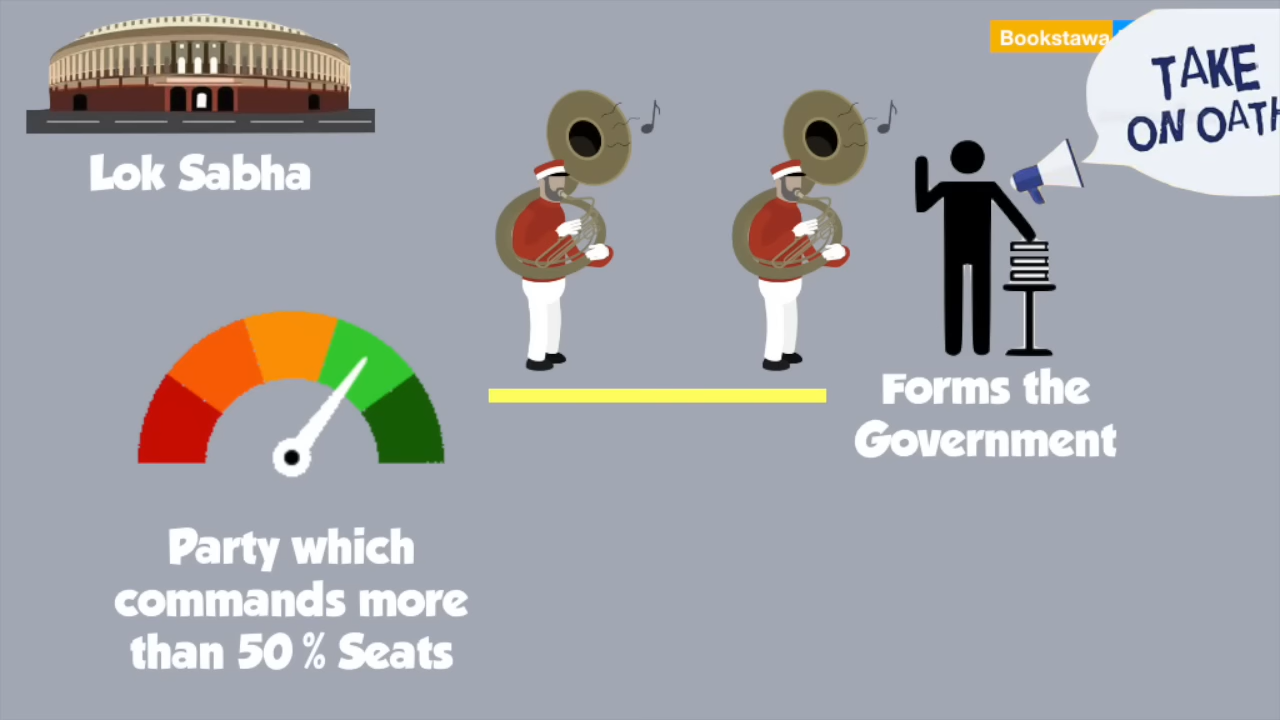 Bookstawa
TAKE
ON OATH
Lok Sabha
Forms the
Government
Party which
commands more
than 50 % Seats